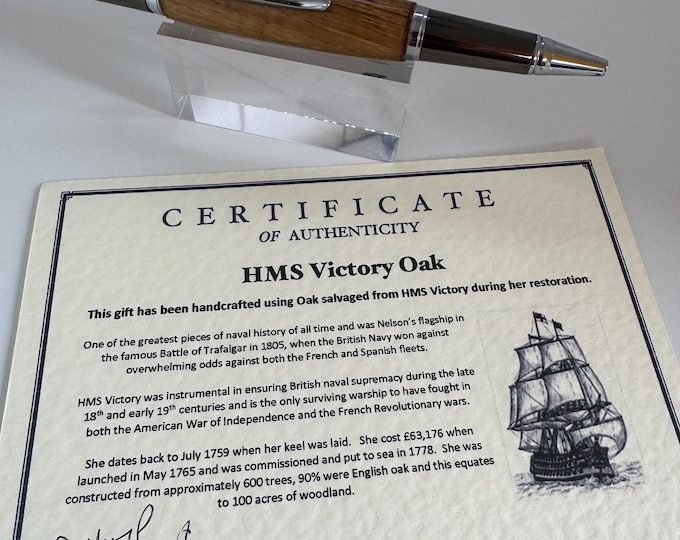 CERTIFICATE
OF AUTHENTICITY
HMS Victory Oak
This gift has been handcrafted using Oak salvaged from HMS Victory during her restoration.
One of the greatest pieces of naval history of all time and was Nelson's flagship in
the famous Battle of Trafalgar in 1805, when the British Navy won against
overwhelming odds against both the French and Spanish fleets.
HMS Victory was instrumental in ensuring British naval supremacy during the late
18th and early 19th centuries and is the only surviving warship to have fought in
both the American War of Independence and the French Revolutionary wars.
She dates back to July 1759 when her keel was laid. She cost £63,176 when
launched in May 1765 and was commissioned and put to sea in 1778. She was
constructed from approximately 600 trees, 90% were English oak and this equates
to 100 acres of woodland.